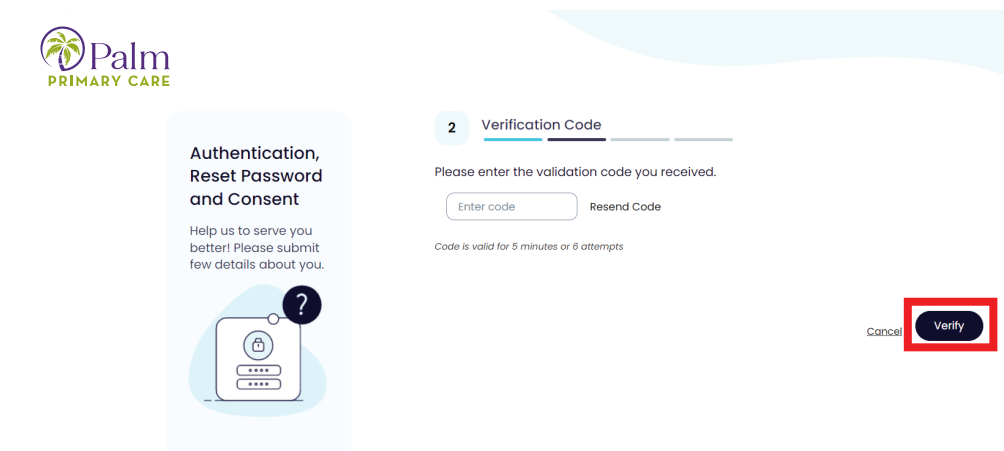 Palm
PRIMARY CARE
Authentication,
Reset Password
and Consent
Help us to serve you
better! Please submit
few details about you.
?
2 Verification Code
Please enter the validation code you received.
Enter code Resend Code
Code is valid for 5 minutes or 6 attempts
Cancel Verify